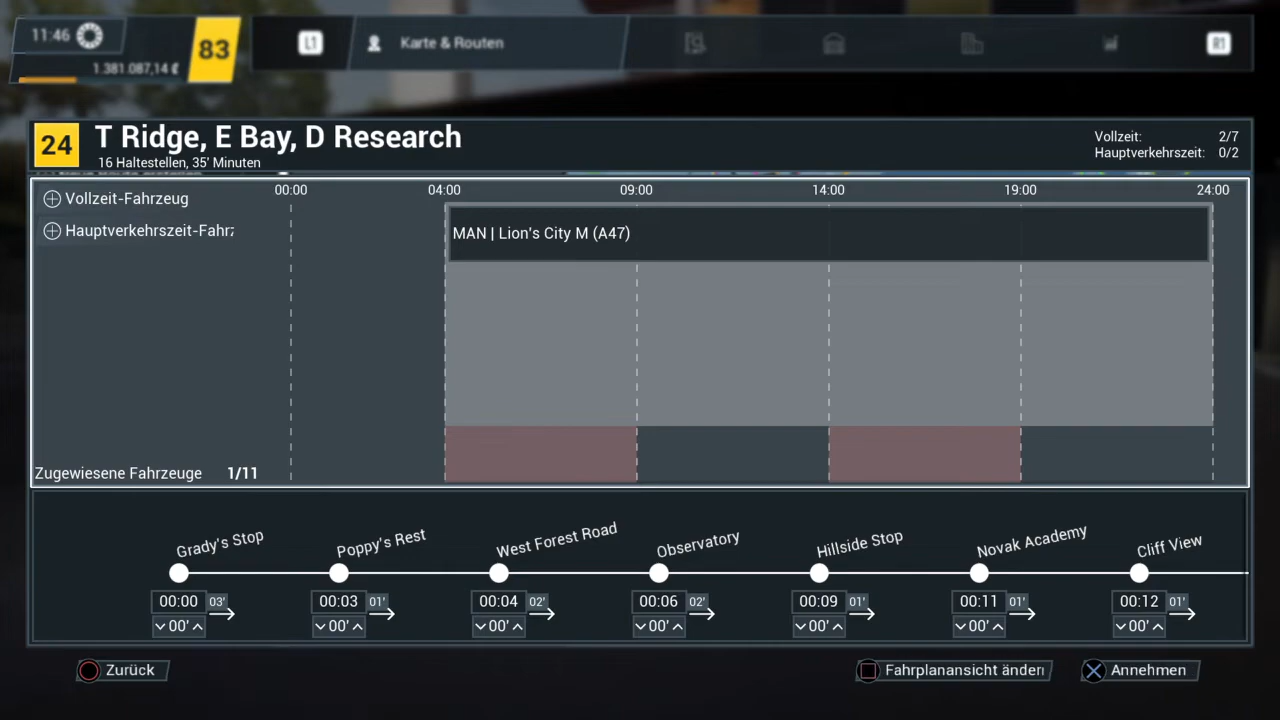 11:46
83
1.381.087,14 €
L1
Karte & Routen
R1
24
T Ridge, E Bay, D Research
16 Haltestellen, 35' Minuten
Vollzeit: 2/7
Hauptverkehrszeit: 0/2
00:00 04:00 09:00 14:00 19:00 24:00
Vollzeit-Fahrzeug
Hauptverkehrszeit-Fahr
MAN | Lion's City M (A47)
Zugewiesene Fahrzeuge 1/11
Grady's Stop Poppy's Rest West Forest Road Observatory Hillside Stop Novak Academy Cliff View
00:00 03' 00:03 01' 00:04 02' 00:06 02' 00:09 01' 00:11 01' 00:12 01'
00' 00' 00' 00' 00' 00' 00'
Zurück
Fahrplanansicht änderi
Annehmen